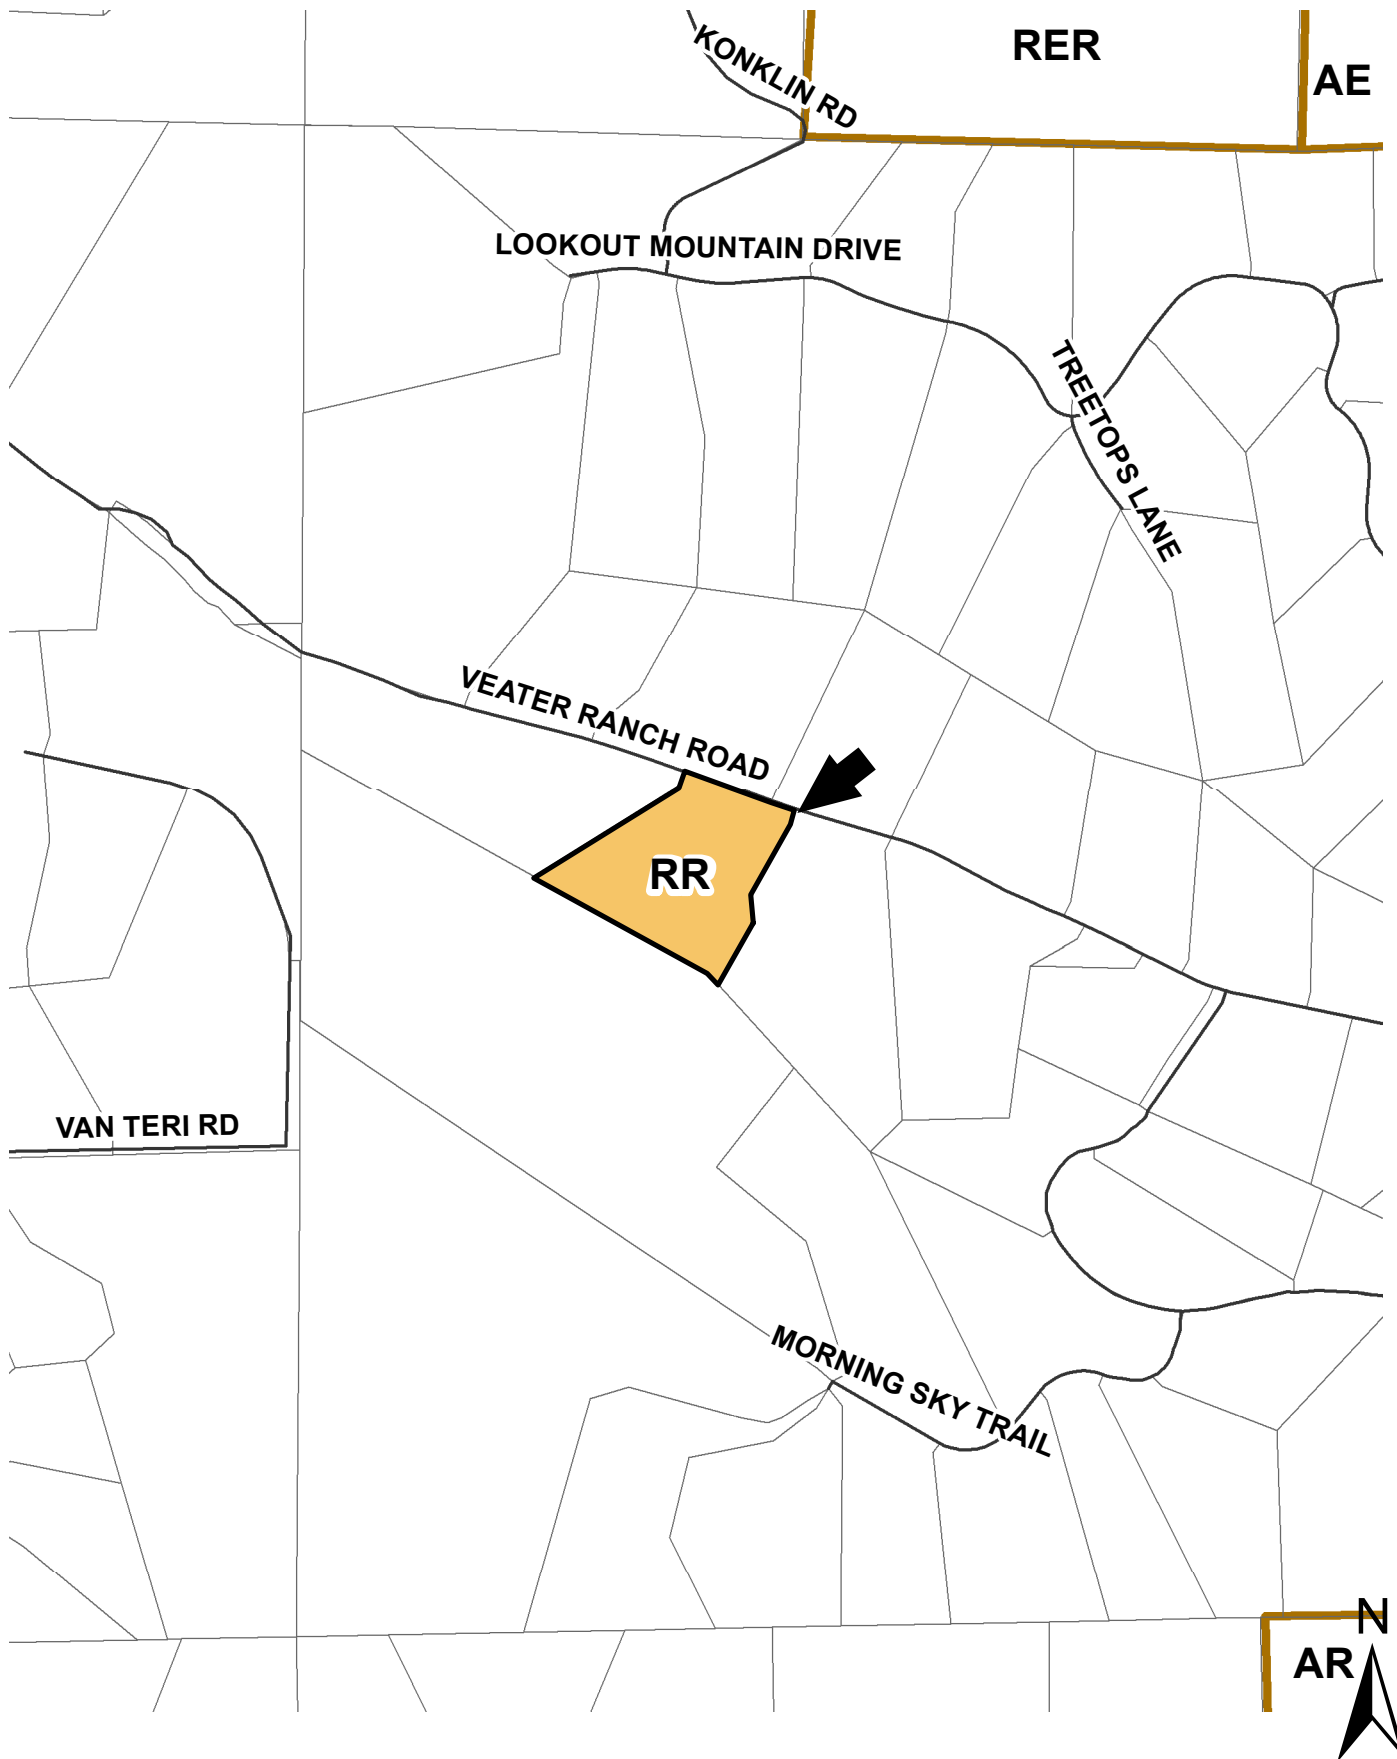 KONKLIN RD
RER
AE
LOOKOUT MOUNTAIN DRIVE
TREETOPS LANE
VEATER RANCH ROAD
RR
VAN TERI RD
MORNING SKY TRAIL
N
AR